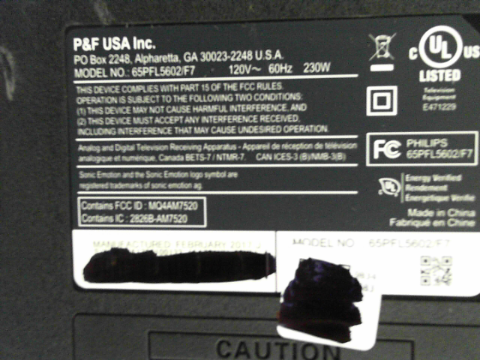 P&F USA Inc.
PO Box 2248, Alpharetta, GA 30023-2248 U.S.A.
MODEL NO.: 65PFL5602/F7 120V~ 60Hz 230W
THIS DEVICE COMPLIES WITH PART 15 OF THE FCC RULES.
OPERATION IS SUBJECT TO THE FOLLOWING TWO CONDITIONS:
(1) THIS DEVICE MAY NOT CAUSE HARMFUL INTERFERENCE, AND
(2) THIS DEVICE MUST ACCEPT ANY INTERFERENCE RECEIVED,
INCLUDING INTERFERENCE THAT MAY CAUSE UNDESIRED OPERATION.
Analog and Digital Television Receiving Apparatus - Appareil de réception de télévision
analogique et numérique, Canada BETS-7 / NTMR-7. CAN ICES-3 (B)/NMB-3(B)
Sonic Emotion and the Sonic Emotion logo symbol are
registered trademarks of sonic emotion ag.
Contains FCC ID : MQ4AM7520
Contains IC : 2826B-AM7520
C UL US
LISTED
Television
Equipment
E471229
FC PHILIPS
65PFL5602/F7
UL Energy Verified
Rendement
Énergétique Vérifié
Made in China
Fabriqué en Chine
MANUFACTURED: FEBRUARY
MODEL NO 65PFL5602/F7
CAUTION